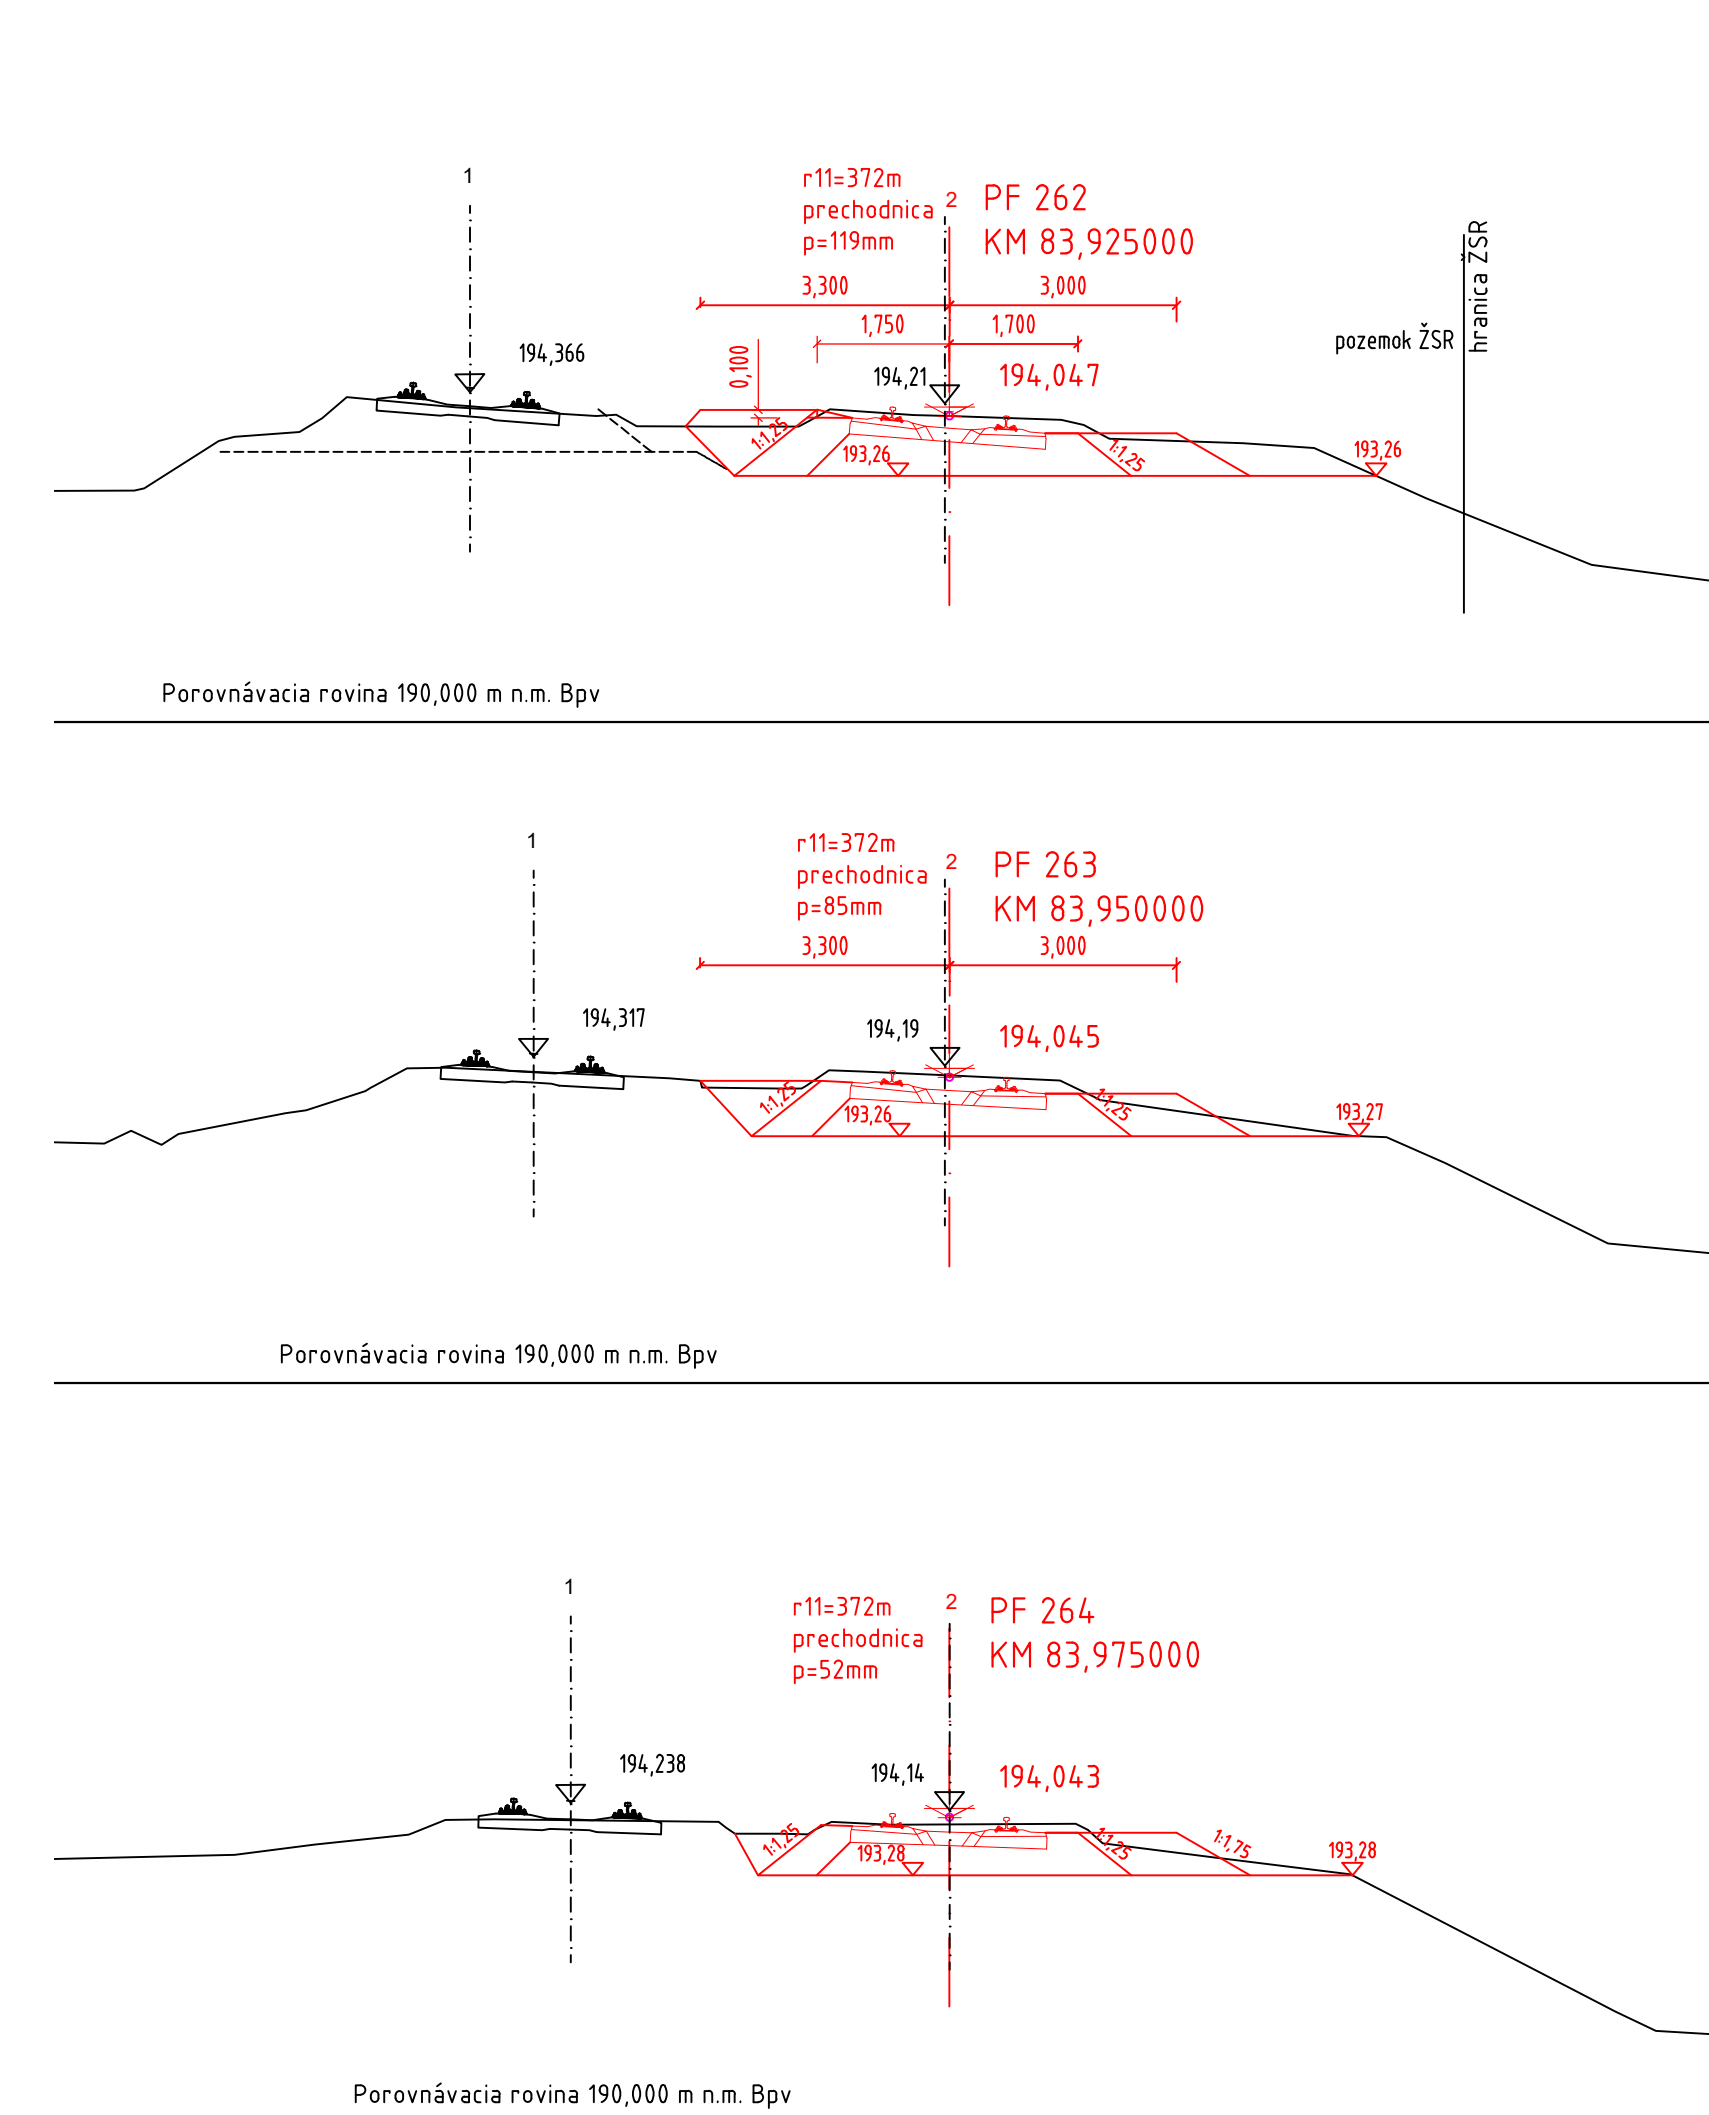 1
r11=372m
prechodnica
p=119mm
2
PF 262
KM 83,925000
hranica ŽSR
pozemok ŽSR
3,300
3,000
1,750
1,700
0,100
194,366
194,21
194,047
1:1,25
193,26
1:1,25
193,26
Porovnávacia rovina 190,000 m n.m. Bpv
1
r11=372m
prechodnica
p=85mm
2
PF 263
KM 83,950000
3,300
3,000
194,317
194,19
194,045
1:1,25
193,26
1:1,25
193,27
Porovnávacia rovina 190,000 m n.m. Bpv
1
r11=372m
prechodnica
p=52mm
2
PF 264
KM 83,975000
194,238
194,14
194,043
1:1,25
193,28
1:1,25
1:1,75
193,28
Porovnávacia rovina 190,000 m n.m. Bpv